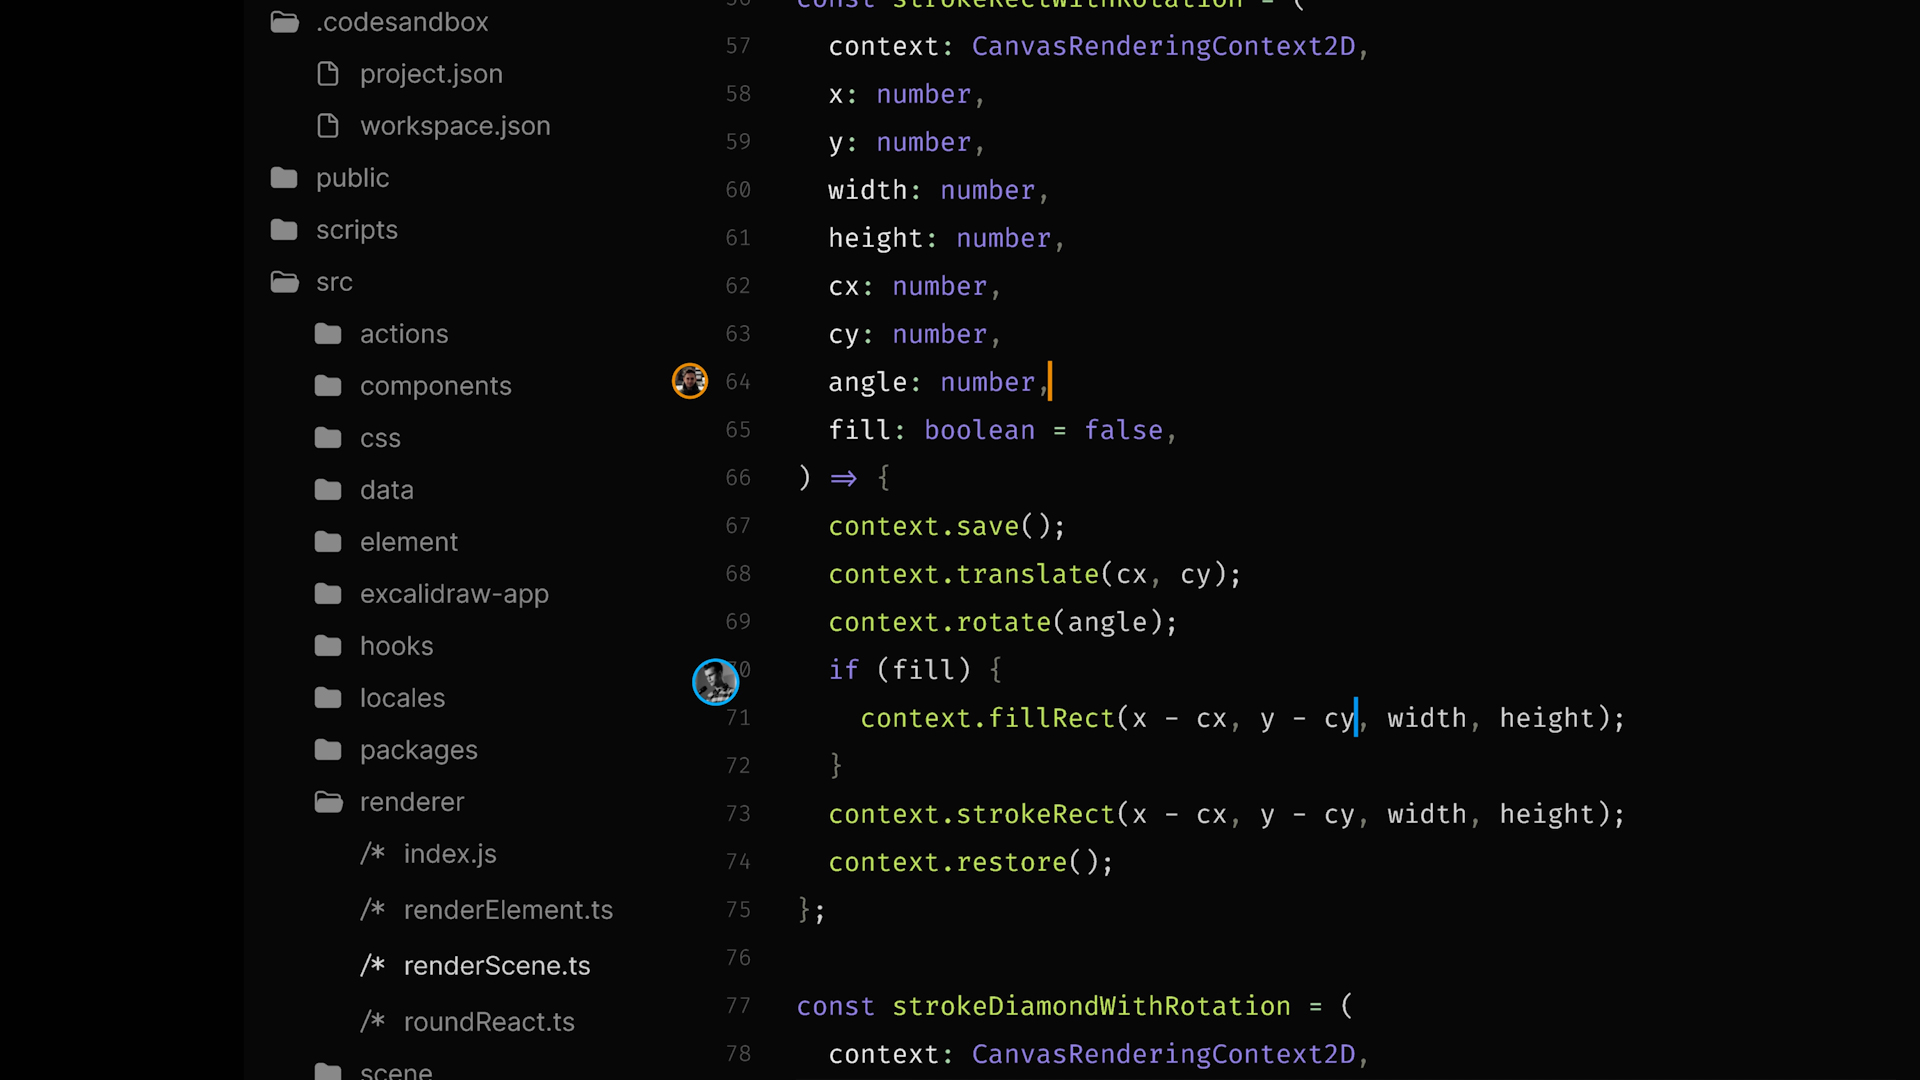 .codesandbox
project.json
workspace.json
public
scripts
src
actions
components
css
data
element
excalidraw-app
hooks
locales
packages
renderer
/* index.js
/* renderElement.ts
/* renderScene.ts
/* roundReact.ts
scene
56 const strokeRectWithRotation = (
57 context: CanvasRenderingContext2D,
58 x: number,
59 y: number,
60 width: number,
61 height: number,
62 cx: number,
63 cy: number,
64 angle: number,
65 fill: boolean = false,
66 ) => {
67 context.save();
68 context.translate(cx, cy);
69 context.rotate(angle);
70 if (fill) {
71 context.fillRect(x - cx, y - cy, width, height);
72 }
73 context.strokeRect(x - cx, y - cy, width, height);
74 context.restore();
75 };
76
77 const strokeDiamondWithRotation = (
78 context: CanvasRenderingContext2D,